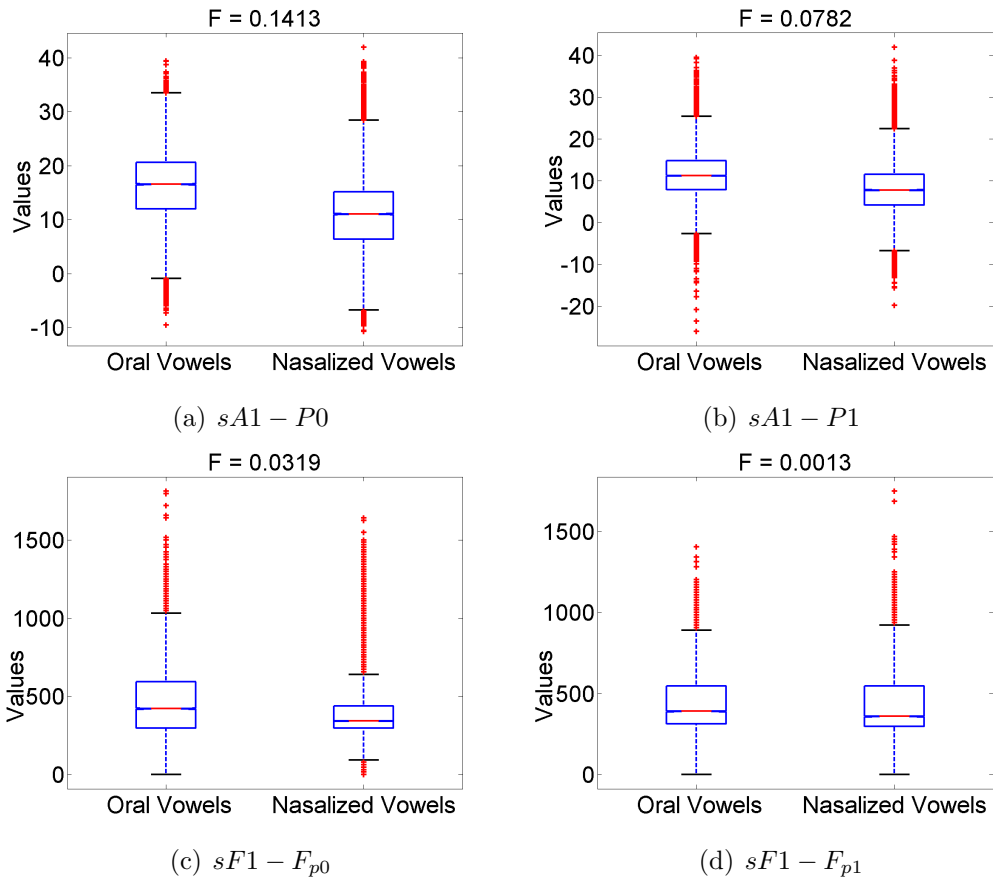 F = 0.1413
40
30
20
10
0
-10
Values
Oral Vowels Nasalized Vowels
(a) sA1 − P0
F = 0.0782
40
30
20
10
0
-10
-20
Values
Oral Vowels Nasalized Vowels
(b) sA1 − P1
F = 0.0319
1500
1000
500
0
Values
Oral Vowels Nasalized Vowels
(c) sF1 − Fp0
F = 0.0013
1500
1000
500
0
Values
Oral Vowels Nasalized Vowels
(d) sF1 − Fp1